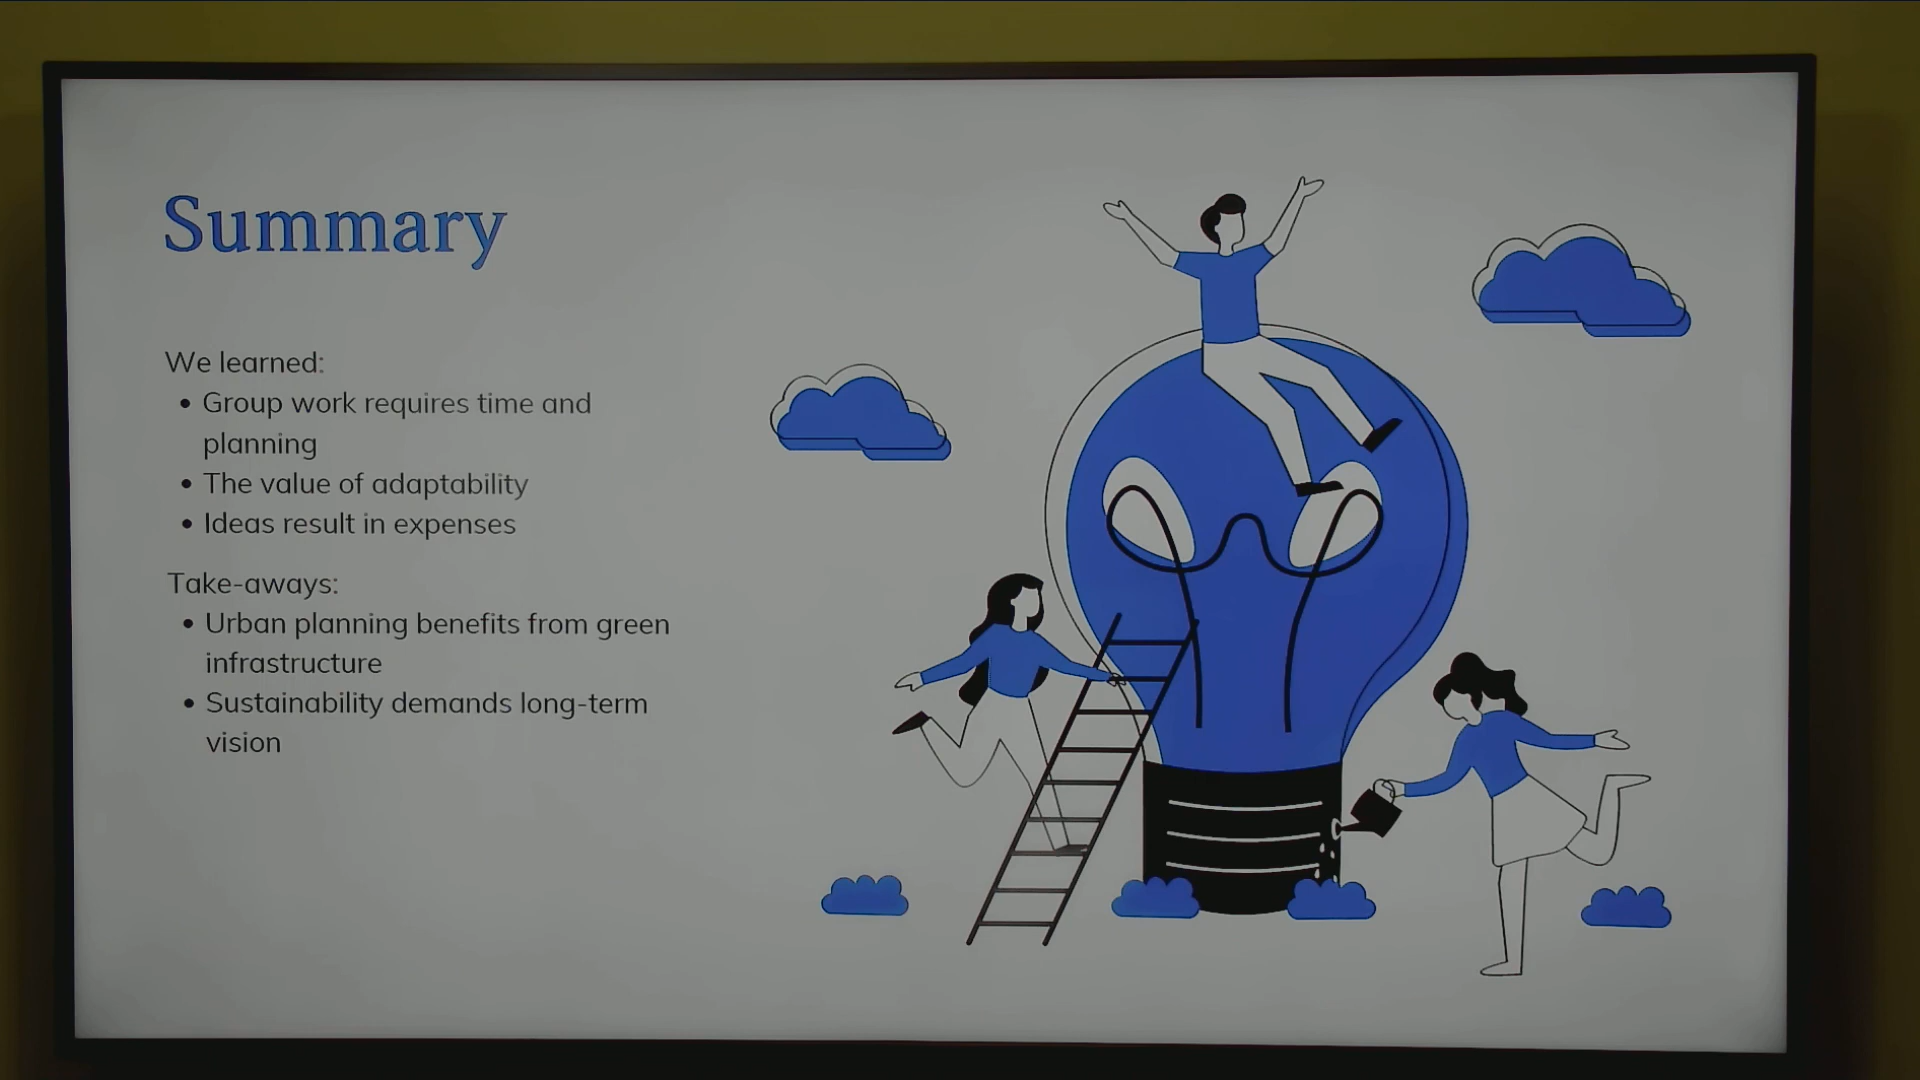 Summary
We learned:
• Group work requires time and
planning
• The value of adaptability
• Ideas result in expenses
Take-aways:
• Urban planning benefits from green
infrastructure
• Sustainability demands long-term
vision